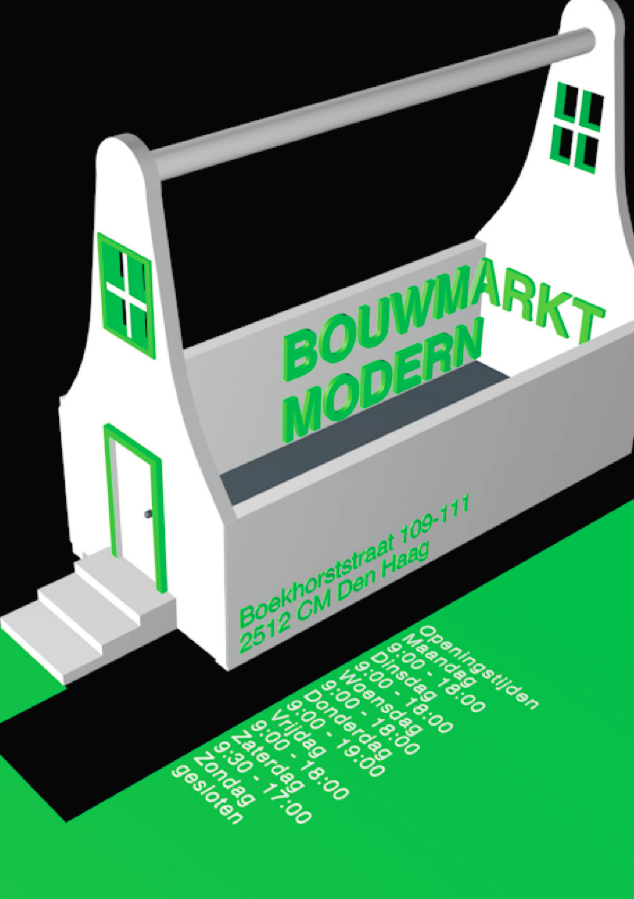 BOUWMARKT
MODERN
Boekhorststraat 109-111
2512 CM Den Haag
Openingstijden
Maandag
9:00 - 18:00
Dinsdag
9:00 - 18:00
Woensdag
9:00 - 18:00
Donderdag
9:00 - 19:00
Vrijdag
9:00 - 18:00
Zaterdag
9:30 - 17:00
Zondag
gesloten